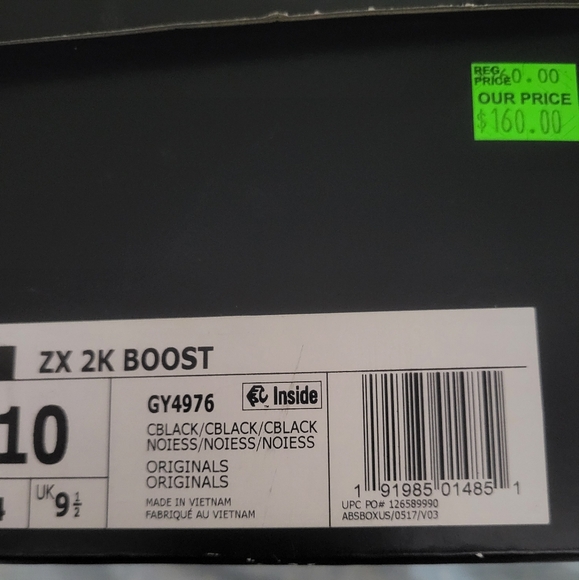 REG. PRICE 60.00
OUR PRICE
$160.00
ZX 2K BOOST
10
UK 9 1/2
GY4976
Inside
CBLACK/CBLACK/CBLACK
NOIESS/NOIESS/NOIESS
ORIGINALS
ORIGINALS
MADE IN VIETNAM
FABRIQUÉ AU VIETNAM
1 91985 01485 1
UPC PO# 126589990
ABSBOXUS/0517/V03